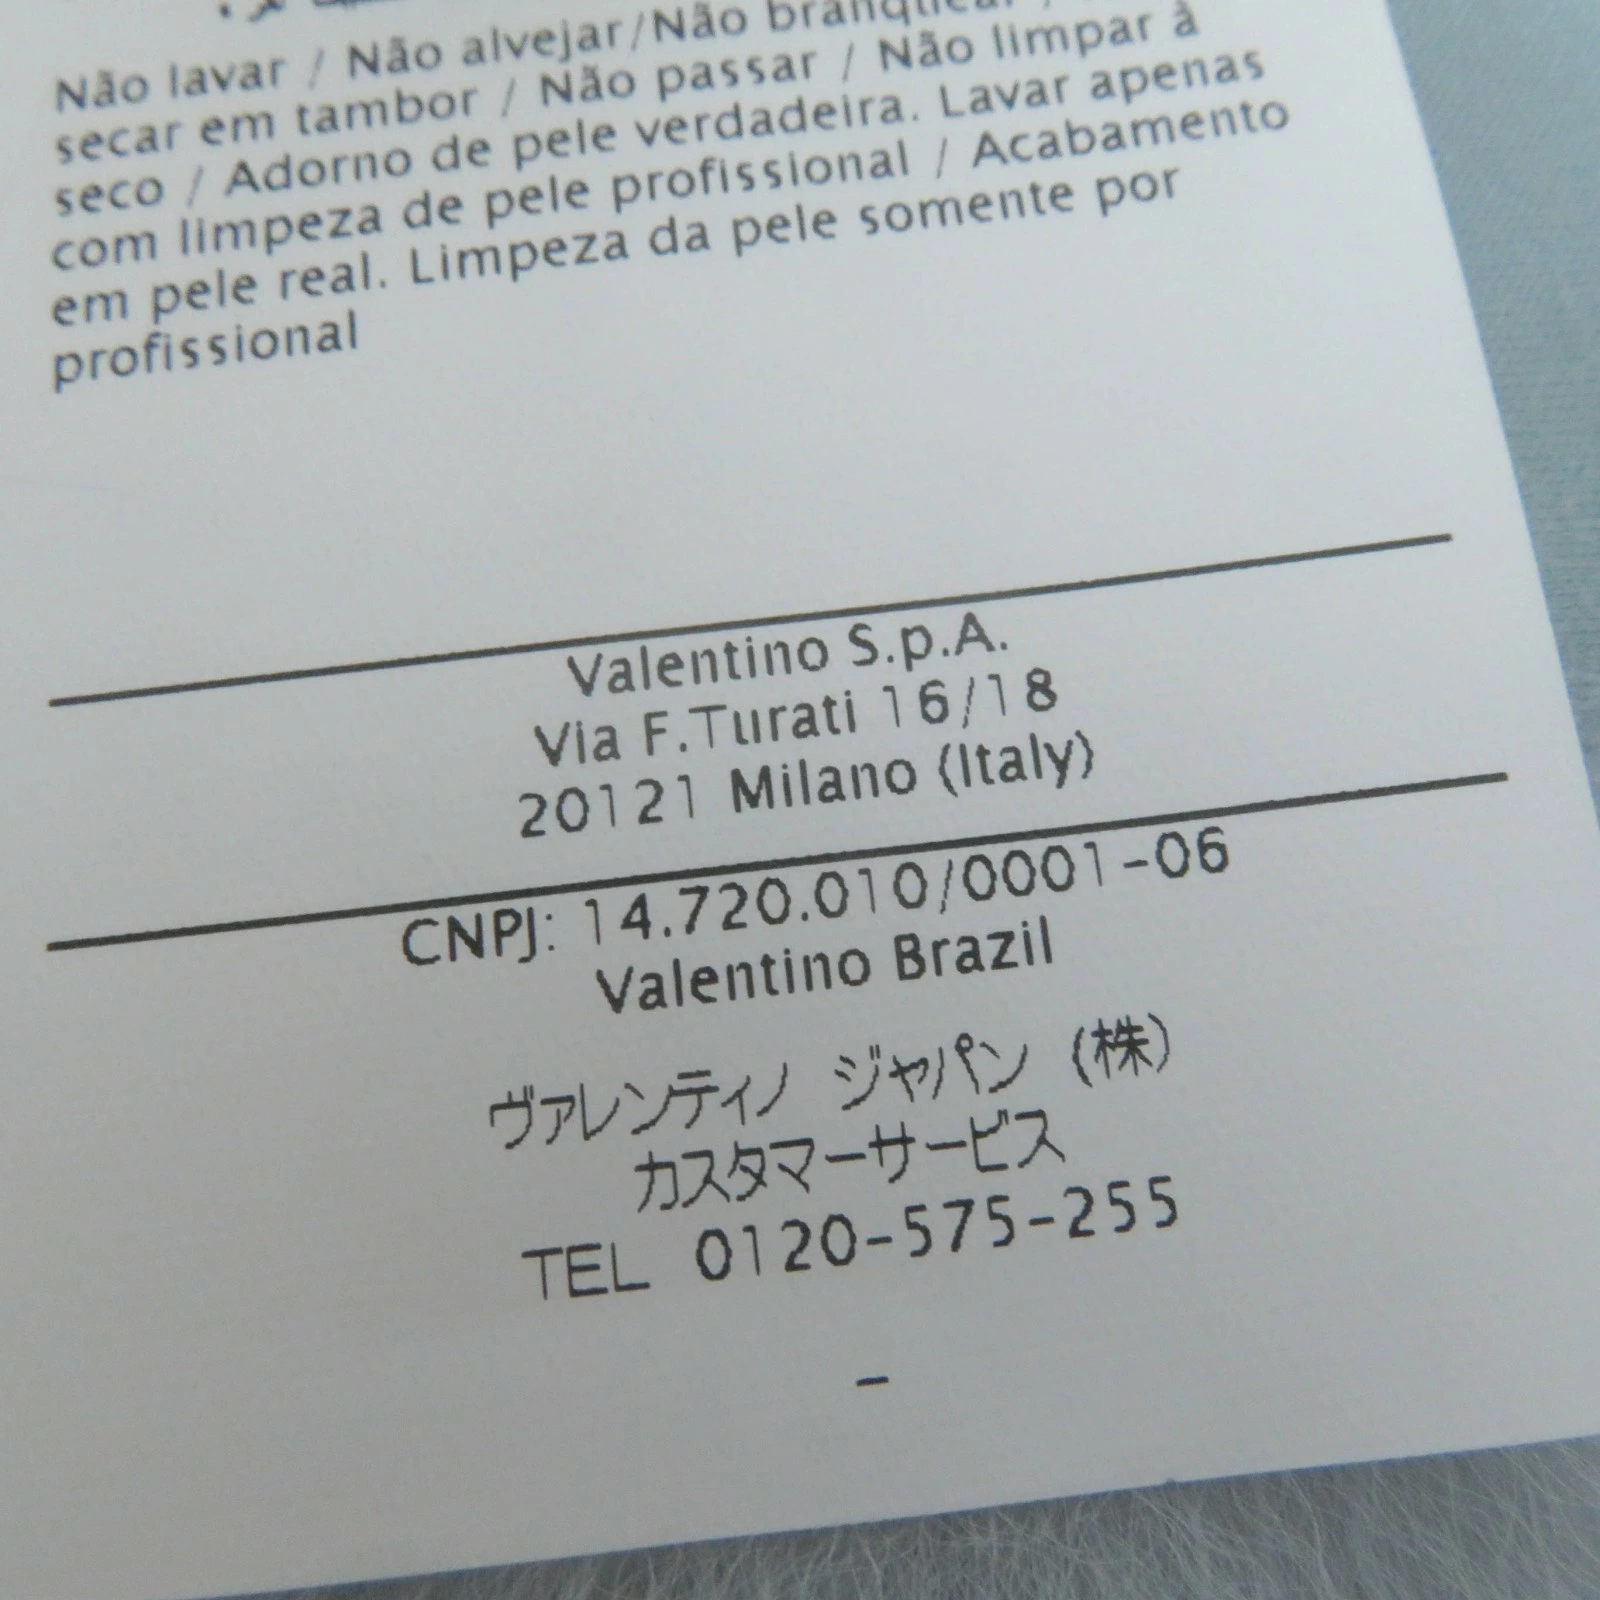 Não lavar / Não alvejar/Não branquear /
secar em tambor / Não passar / Não limpar à
seco / Adorno de pele verdadeira. Lavar apenas
com limpeza de pele profissional / Acabamento
em pele real. Limpeza da pele somente por
profissional
Valentino S.p.A.
Via F.Turati 16/18
20121 Milano (Italy)
CNPJ: 14.720.010/0001-06
Valentino Brazil
ヴァレンティノ ジャパン (株)
カスタマーサービス
TEL 0120-575-255
-